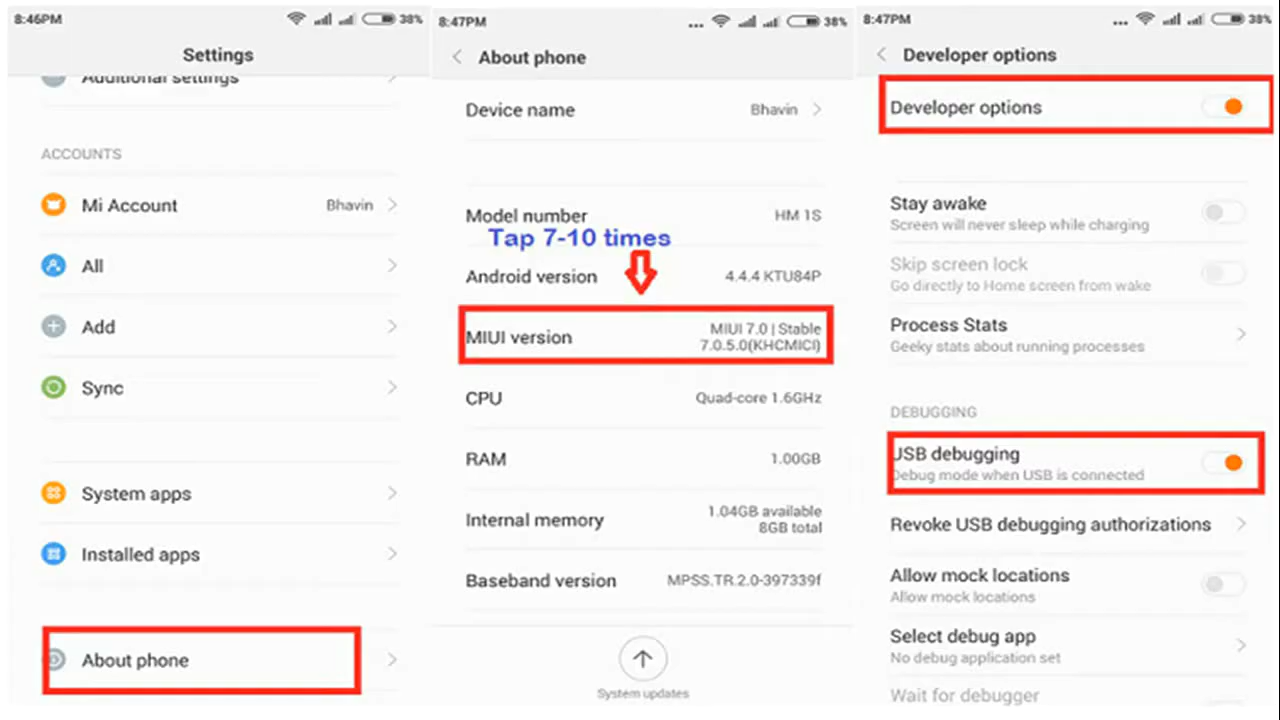 8:46PM 38%
Settings
Additional settings
ACCOUNTS
Mi Account Bhavin
All
Add
Sync
System apps
Installed apps
About phone
8:47PM ... 38%
About phone
Device name Bhavin
Model number HM 1S
Tap 7-10 times
Android version 4.4.4 KTU84P
MIUI version MIUI 7.0 | Stable
7.0.5.0(KHCMICI)
CPU Quad-core 1.6GHz
RAM 1.00GB
Internal memory 1.04GB available
8GB total
Baseband version MPSS.TR.2.0-397339f
System updates
8:47PM ... 38%
Developer options
Developer options
Stay awake
Screen will never sleep while charging
Skip screen lock
Go directly to Home screen from wake
Process Stats
Geeky stats about running processes
DEBUGGING
USB debugging
Debug mode when USB is connected
Revoke USB debugging authorizations
Allow mock locations
Allow mock locations
Select debug app
No debug application set
Wait for debugger